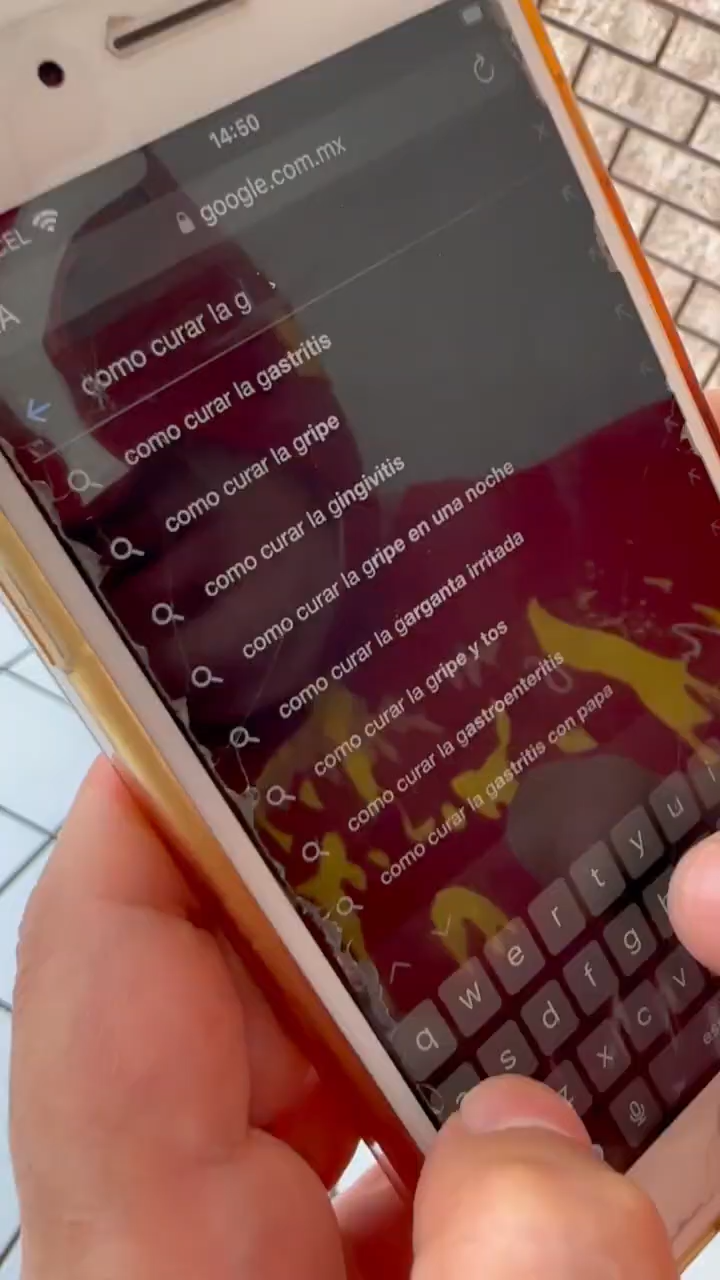 CEL
14:50
google.com.mx
A
como curar la g
como curar la gastritis
como curar la gripe
como curar la gingivitis
como curar la gripe en una noche
como curar la garganta irritada
como curar la gripe y tos
como curar la gastroenteritis
como curar la gastritis con papa
q w e r t y u
s d f g
z x c v